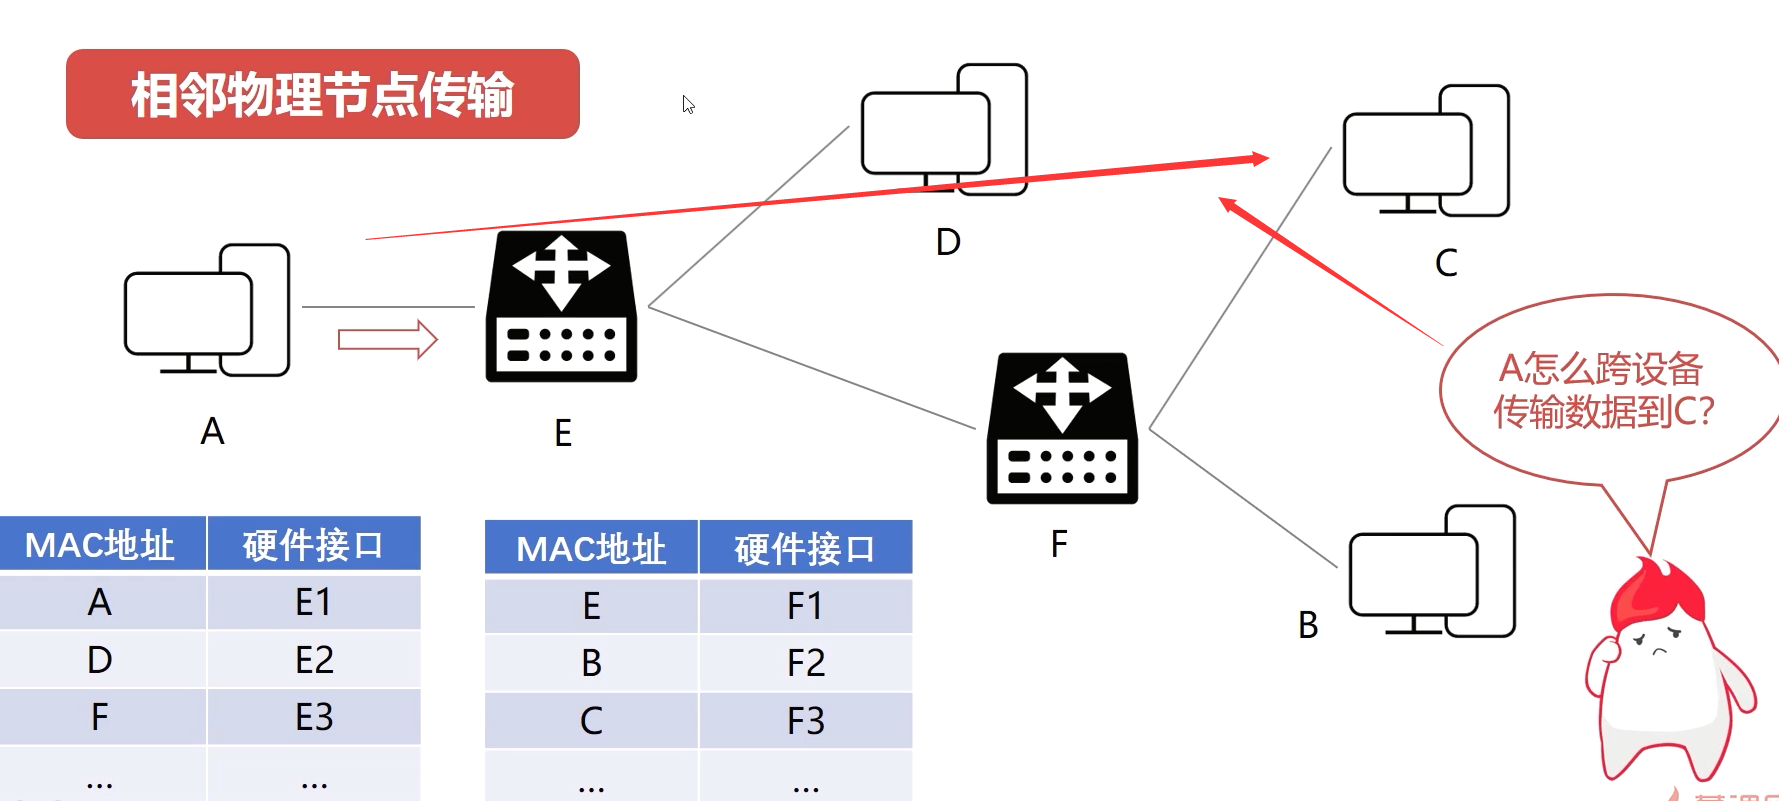 相邻物理节点传输
D
C
A
E
A怎么跨设备
传输数据到C?
F
B
MAC地址 硬件接口
A E1
D E2
F E3
... ...
MAC地址 硬件接口
E F1
B F2
C F3
... ...